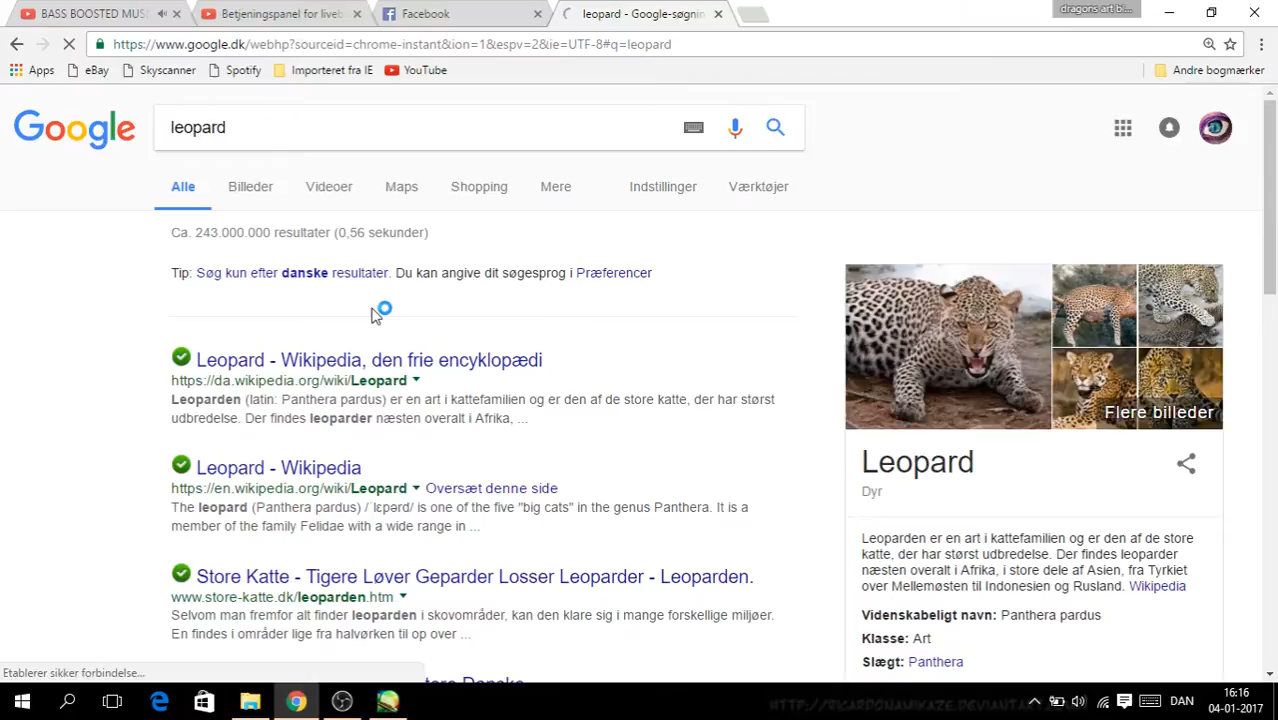 BASS BOOSTED MUS
Betjeningspanel for liveb
Facebook
leopard - Google-søgnin
dragons art bi...
https://www.google.dk/webhp?sourceid=chrome-instant&ion=1&espv=2&ie=UTF-8#q=leopard
Apps eBay Skyscanner Spotify Importeret fra IE YouTube Andre bogmærker
Google leopard
Alle Billeder Videoer Maps Shopping Mere Indstillinger Værktøjer
Ca. 243.000.000 resultater (0,56 sekunder)
Tip: Søg kun efter danske resultater. Du kan angive dit søgesprog i Præferencer
Leopard - Wikipedia, den frie encyklopædi
https://da.wikipedia.org/wiki/Leopard
Leoparden (latin: Panthera pardus) er en art i kattefamilien og er den af de store katte, der har størst
udbredelse. Der findes leoparder næsten overalt i Afrika, ...
Leopard - Wikipedia
https://en.wikipedia.org/wiki/Leopard Oversæt denne side
The leopard (Panthera pardus) /ˈlɛpərd/ is one of the five "big cats" in the genus Panthera. It is a
member of the family Felidae with a wide range in ...
Store Katte - Tigere Løver Geparder Losser Leoparder - Leoparden.
www.store-katte.dk/leoparden.htm
Selvom man fremfor alt finder leoparden i skovområder, kan den klare sig i mange forskellige miljøer.
En findes i områder lige fra halvørken til op over ...
Flere billeder
Leopard
Dyr
Leoparden er en art i kattefamilien og er den af de store
katte, der har størst udbredelse. Der findes leoparder
næsten overalt i Afrika, i store dele af Asien, fra Tyrkiet
over Mellemøsten til Indonesien og Rusland. Wikipedia
Videnskabeligt navn: Panthera pardus
Klasse: Art
Slægt: Panthera
Etablerer sikker forbindelse...
HTTP://RICARDONAMIKAZE.DEVIANTART
DAN
16:16
04-01-2017